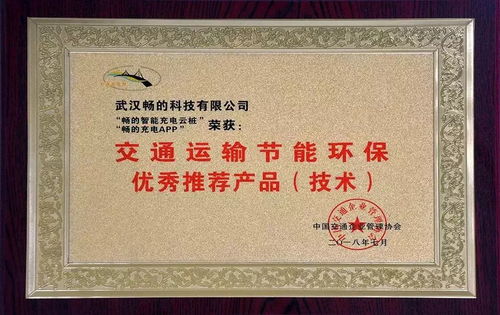 武汉畅的科技有限公司
“畅的智能充电云桩”
“畅的充电APP” 荣获：
交通运输节能环保
优秀推荐产品（技术）
中国交通企业管理协会
二〇一八年七月